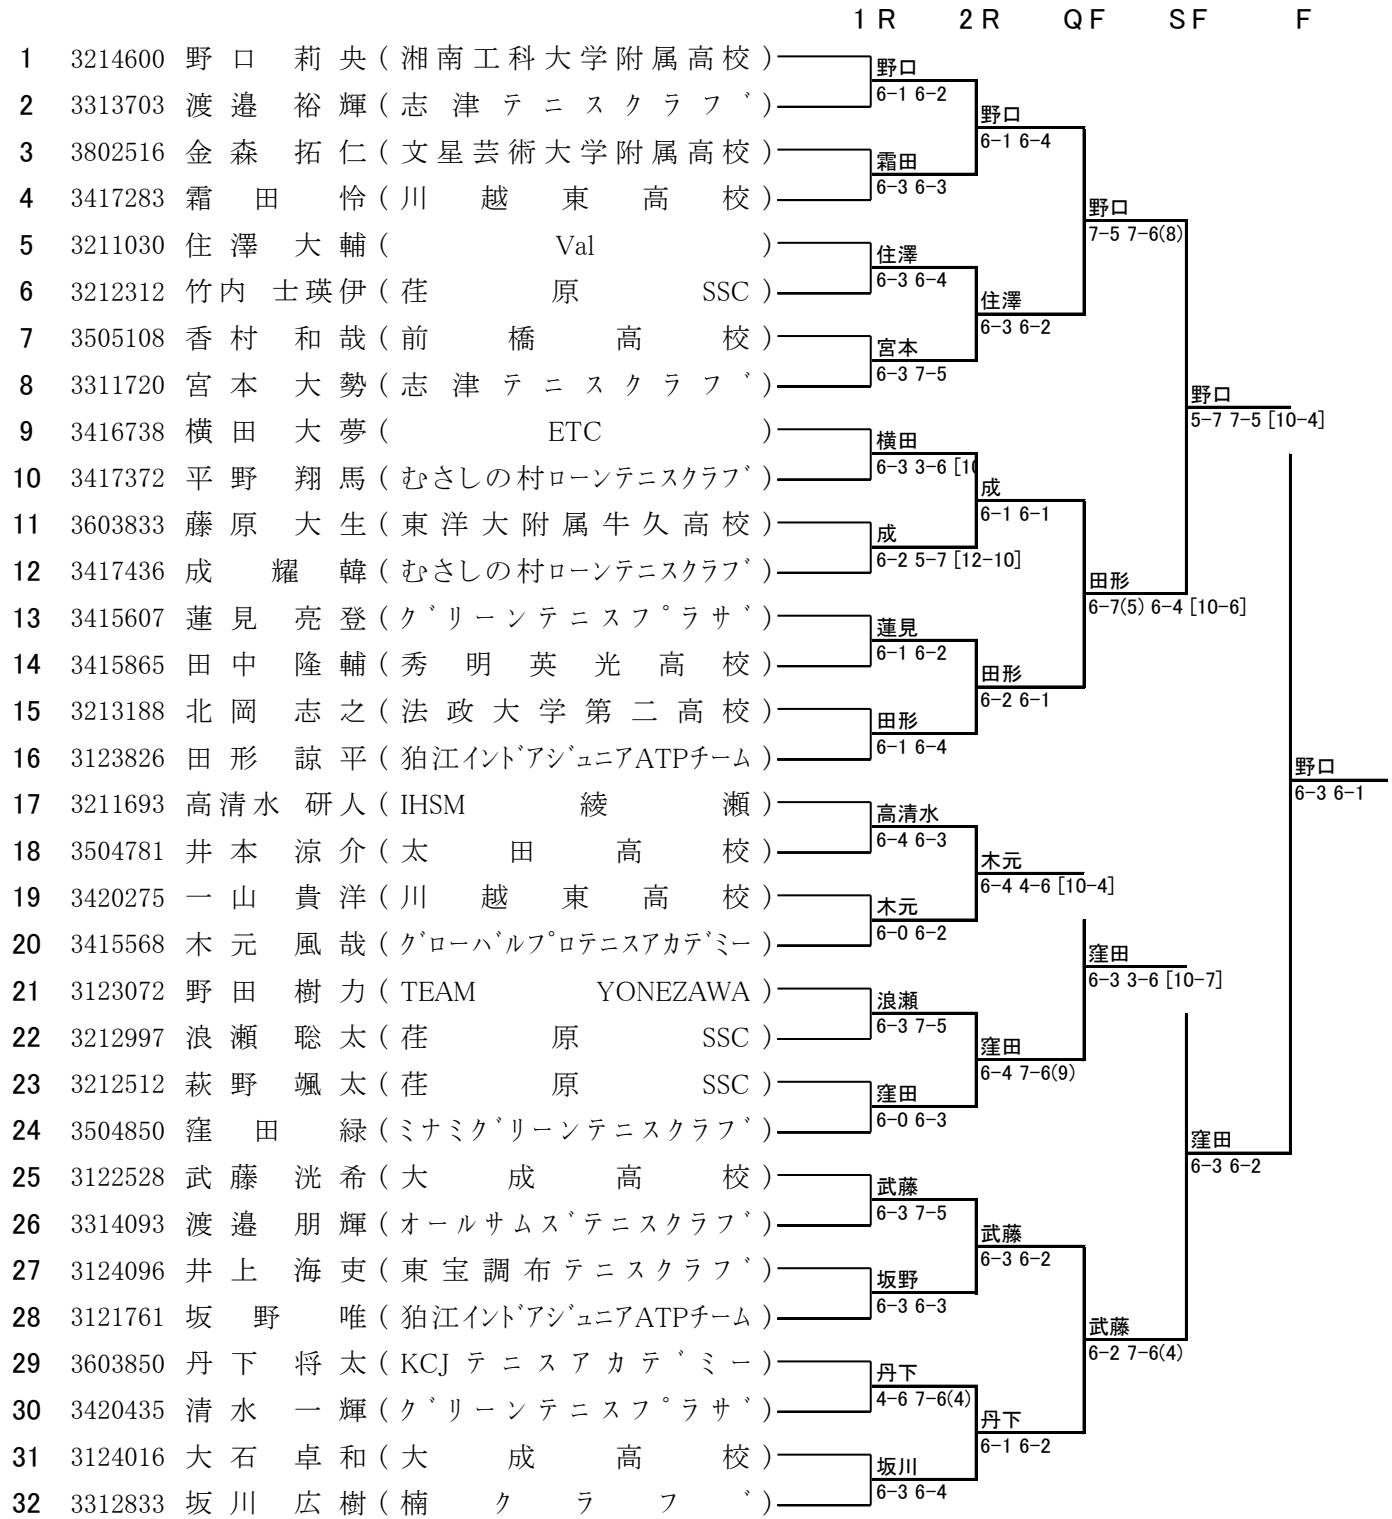 1R 2R QF SF F
1 3214600 野口 莉央(湘南工科大学附属高校)
野口
6-1 6-2
2 3313703 渡邉 裕輝(志津テニスクラブ)
野口
6-1 6-4
3 3802516 金森 拓仁(文星芸術大学附属高校)
霜田
6-3 6-3
4 3417283 霜田 怜(川越東高校)
野口
7-5 7-6(8)
5 3211030 住澤 大輔(Val)
住澤
6-3 6-4
6 3212312 竹内 士瑛伊(荏原SSC)
住澤
6-3 6-2
7 3505108 香村 和哉(前橋高校)
宮本
6-3 7-5
8 3311720 宮本 大勢(志津テニスクラブ)
野口
5-7 7-5 [10-4]
9 3416738 横田 大夢(ETC)
横田
6-3 3-6
10 3417372 平野 翔馬(むさしの村ローンテニスクラブ)
成
6-1 6-1
11 3603833 藤原 大生(東洋大附属牛久高校)
成
6-2 5-7 [12-10]
12 3417436 成 耀韓(むさしの村ローンテニスクラブ)
田形
6-7(5) 6-4 [10-6]
13 3415607 蓮見 亮登(グリーンテニスプラザ)
蓮見
6-1 6-2
14 3415865 田中 隆輔(秀明英光高校)
田形
6-2 6-1
15 3213188 北岡 志之(法政大学第二高校)
田形
6-1 6-4
16 3123826 田形 諒平(狛江インドアジュニアATPチーム)
野口
6-3 6-1
17 3211693 高清水 研人(IHSM綾瀬)
高清水
6-4 6-3
18 3504781 井本 涼介(太田高校)
木元
6-4 4-6 [10-4]
19 3420275 一山 貴洋(川越東高校)
木元
6-0 6-2
20 3415568 木元 風哉(グローバルプロテニスアカデミー)
窪田
6-3 3-6 [10-7]
21 3123072 野田 樹力(TEAM YONEZAWA)
浪瀬
6-3 7-5
22 3212997 浪瀬 聡太(荏原SSC)
窪田
6-4 7-6(9)
23 3212512 萩野 颯太(荏原SSC)
窪田
6-0 6-3
24 3504850 窪田 緑(ミナミグリーンテニスクラブ)
窪田
6-3 6-2
25 3122528 武藤 洸希(大成高校)
武藤
6-3 7-5
26 3314093 渡邉 朋輝(オールサムズテニスクラブ)
武藤
6-3 6-2
27 3124096 井上 海吏(東宝調布テニスクラブ)
坂野
6-3 6-3
28 3121761 坂野 唯(狛江インドアジュニアATPチーム)
武藤
6-2 7-6(4)
29 3603850 丹下 将太(KCJテニスアカデミー)
丹下
4-6 7-6(4)
30 3420435 清水 一輝(グリーンテニスプラザ)
丹下
6-1 6-2
31 3124016 大石 卓和(大成高校)
坂川
6-3 6-4
32 3312833 坂川 広樹(楠クラブ)